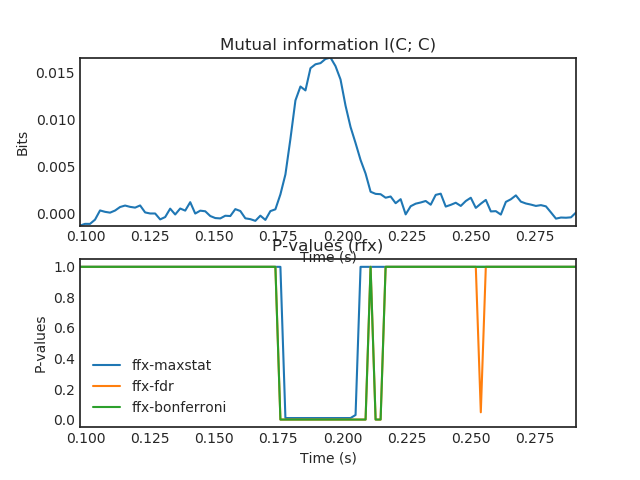 Mutual information I(C; C)
Bits
0.015
0.010
0.005
0.000
0.100 0.125 0.150 0.175 0.200 0.225 0.250 0.275
Time (s)
P-values (rfx)
P-values
1.0
0.8
0.6
0.4
0.2
0.0
ffx-maxstat
ffx-fdr
ffx-bonferroni
0.100 0.125 0.150 0.175 0.200 0.225 0.250 0.275
Time (s)